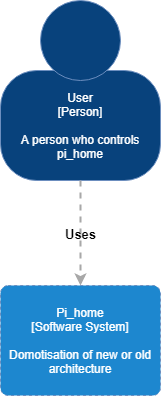 User
[Person]
A person who controls
pi_home
Uses
Pi_home
[Software System]
Domotisation of new or old
architecture